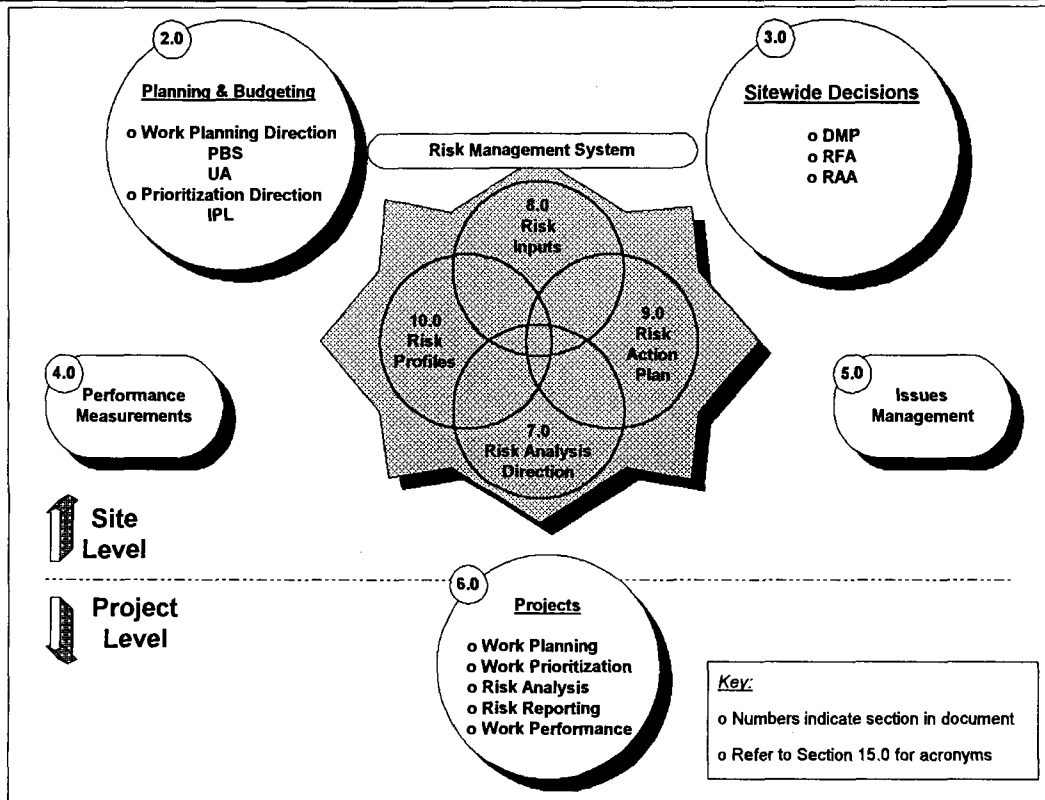 2.0
Planning & Budgeting
o Work Planning Direction
PBS
UA
o Prioritization Direction
IPL
3.0
Sitewide Decisions
o DMP
o RFA
o RAA
Risk Management System
8.0
Risk
Inputs
10.0
Risk
Profiles
9.0
Risk
Action
Plan
7.0
Risk Analysis
Direction
4.0
Performance
Measurements
5.0
Issues
Management
Site
Level
Project
Level
6.0
Projects
o Work Planning
o Work Prioritization
o Risk Analysis
o Risk Reporting
o Work Performance
Key:
o Numbers indicate section in document
o Refer to Section 15.0 for acronyms